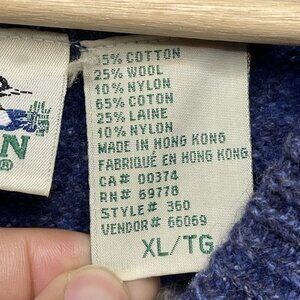 5% COTTON
25% WOOL
10% NYLON
65% COTON
25% LAINE
10% NYLON
MADE IN HONG KONG
FABRIQUÉ EN HONG KONG
CA# 00374
RN# 69778
STYLE# 360
VENDOR# 66069
XL/TG
N
®